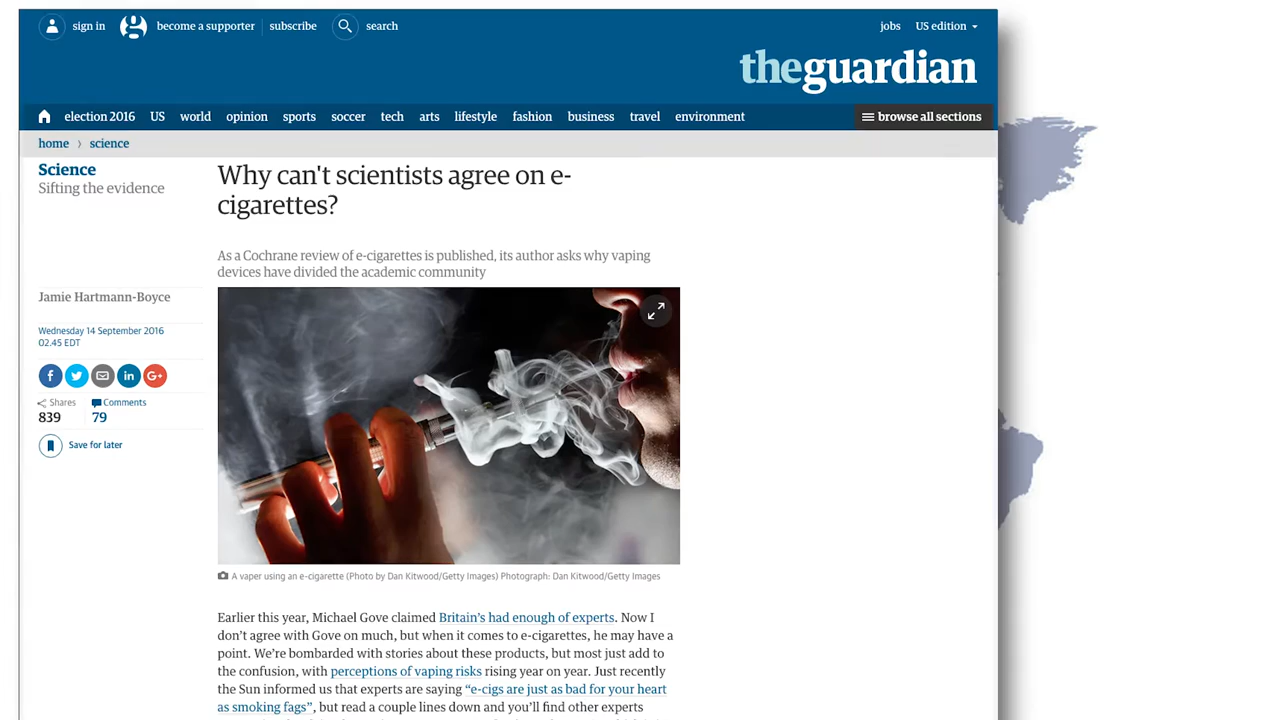 sign in
become a supporter
subscribe
search
jobs
US edition
theguardian
election 2016
US
world
opinion
sports
soccer
tech
arts
lifestyle
fashion
business
travel
environment
browse all sections
home › science
Science
Sifting the evidence
Why can't scientists agree on e-
cigarettes?
As a Cochrane review of e-cigarettes is published, its author asks why vaping
devices have divided the academic community
Jamie Hartmann-Boyce
Wednesday 14 September 2016
02.45 EDT
Shares
839
Comments
79
Save for later
A vaper using an e-cigarette (Photo by Dan Kitwood/Getty Images) Photograph: Dan Kitwood/Getty Images
Earlier this year, Michael Gove claimed Britain’s had enough of experts. Now I
don’t agree with Gove on much, but when it comes to e-cigarettes, he may have a
point. We’re bombarded with stories about these products, but most just add to
the confusion, with perceptions of vaping risks rising year on year. Just recently
the Sun informed us that experts are saying “e-cigs are just as bad for your heart
as smoking fags”, but read a couple lines down and you’ll find other experts